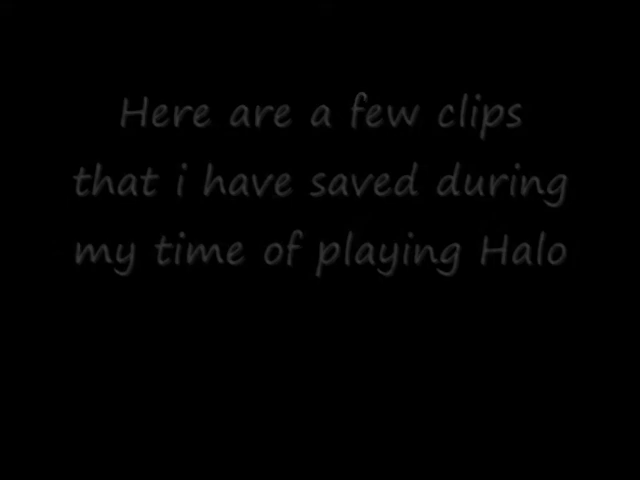 Here are a few clips
that i have saved during
my time of playing Halo